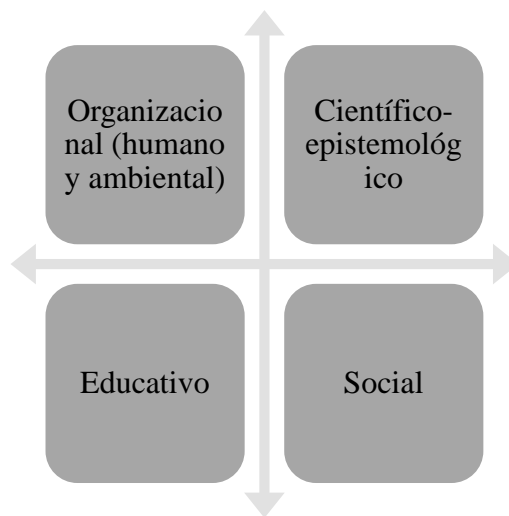 Organizacio
nal (humano
y ambiental)
Científico-
epistemológ
ico
Educativo
Social